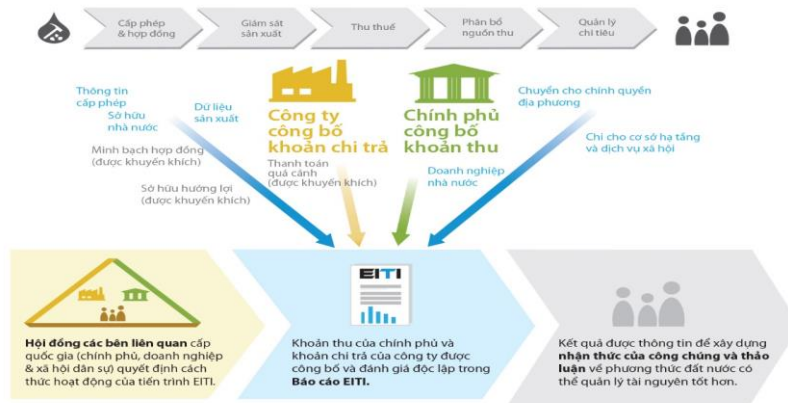 Cấp phép
& hợp đồng
Giám sát
sản xuất
Thu thuế
Phân bổ
nguồn thu
Quản lý
chi tiêu
Thông tin
cấp phép
Sở hữu
nhà nước
Dữ liệu
sản xuất
Minh bạch hợp đồng
(được khuyến khích)
Sở hữu hưởng lợi
(được khuyến khích)
Công ty
công bố
khoản chi trả
Thanh toán
quá cảnh
(được khuyến khích)
Chính phủ
công bố
khoản thu
Doanh nghiệp
nhà nước
Chuyển cho chính quyền
địa phương
Chi cho cơ sở hạ tầng
và dịch vụ xã hội
Hội đồng các bên liên quan cấp
quốc gia (chính phủ, doanh nghiệp
& xã hội dân sự) quyết định cách
thức hoạt động của tiến trình EITI.
EITI
Khoản thu của chính phủ và
khoản chi trả của công ty được
công bố và đánh giá độc lập trong
Báo cáo EITI.
Kết quả được thông tin để xây dựng
nhận thức của công chúng và thảo
luận về phương thức đất nước có
thể quản lý tài nguyên tốt hơn.